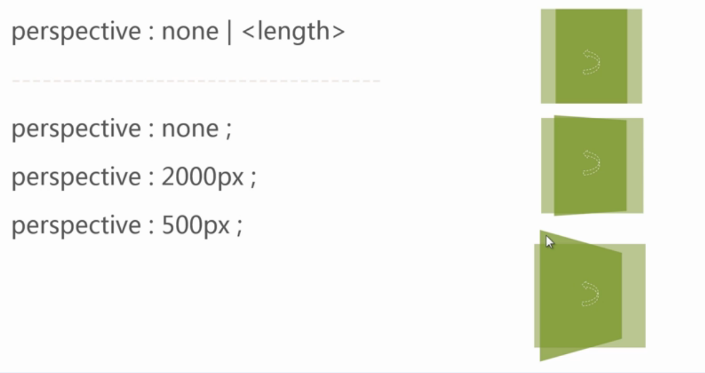 perspective : none | <length>
perspective : none ;
perspective : 2000px ;
perspective : 500px ;